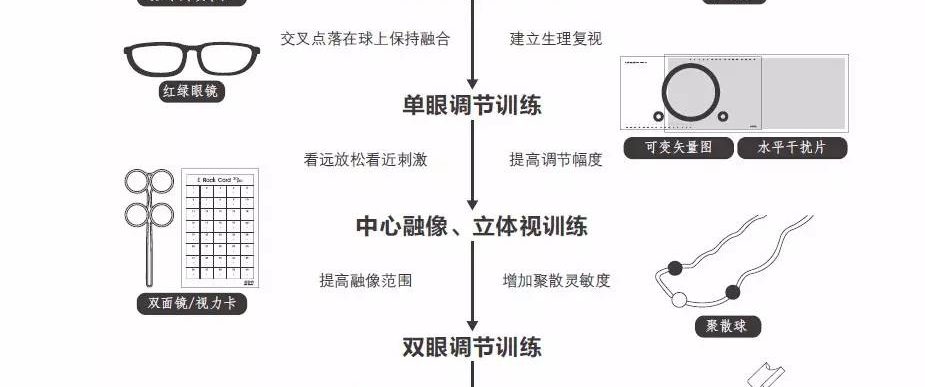 交叉点落在球上保持融合
建立生理复视
红绿眼镜
单眼调节训练
可变矢量图
水平干扰片
看远放松看近刺激
提高调节幅度
Rock Card
中心融像、立体视训练
提高融像范围
增加聚散灵敏度
双面镜/视力卡
聚散球
双眼调节训练